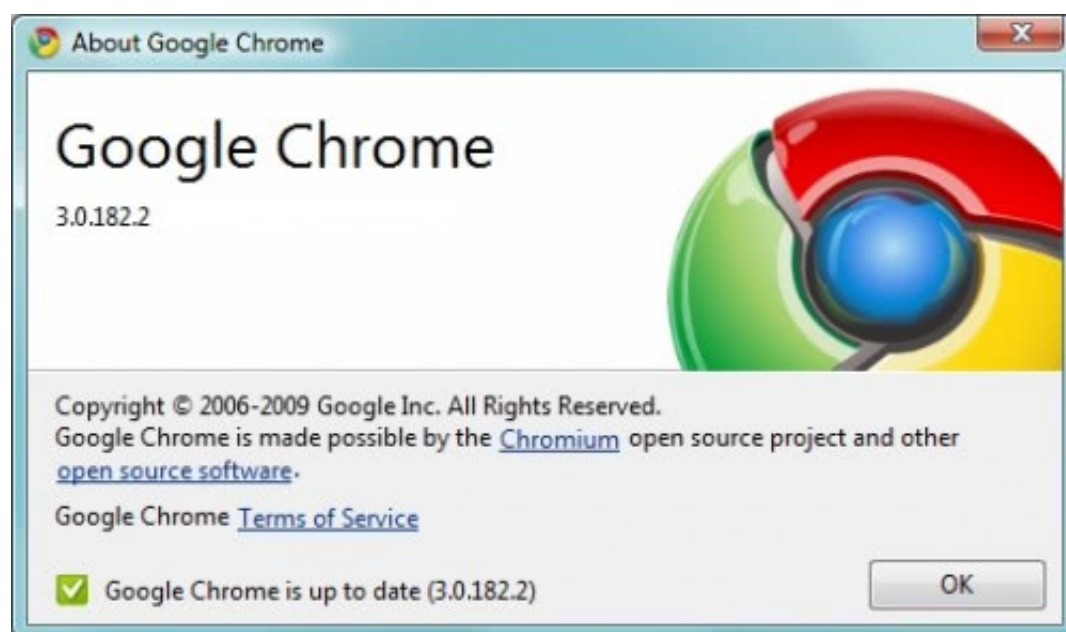 About Google Chrome
Google Chrome
3.0.182.2
Copyright © 2006-2009 Google Inc. All Rights Reserved.
Google Chrome is made possible by the Chromium open source project and other
open source software.
Google Chrome Terms of Service
Google Chrome is up to date (3.0.182.2)
OK